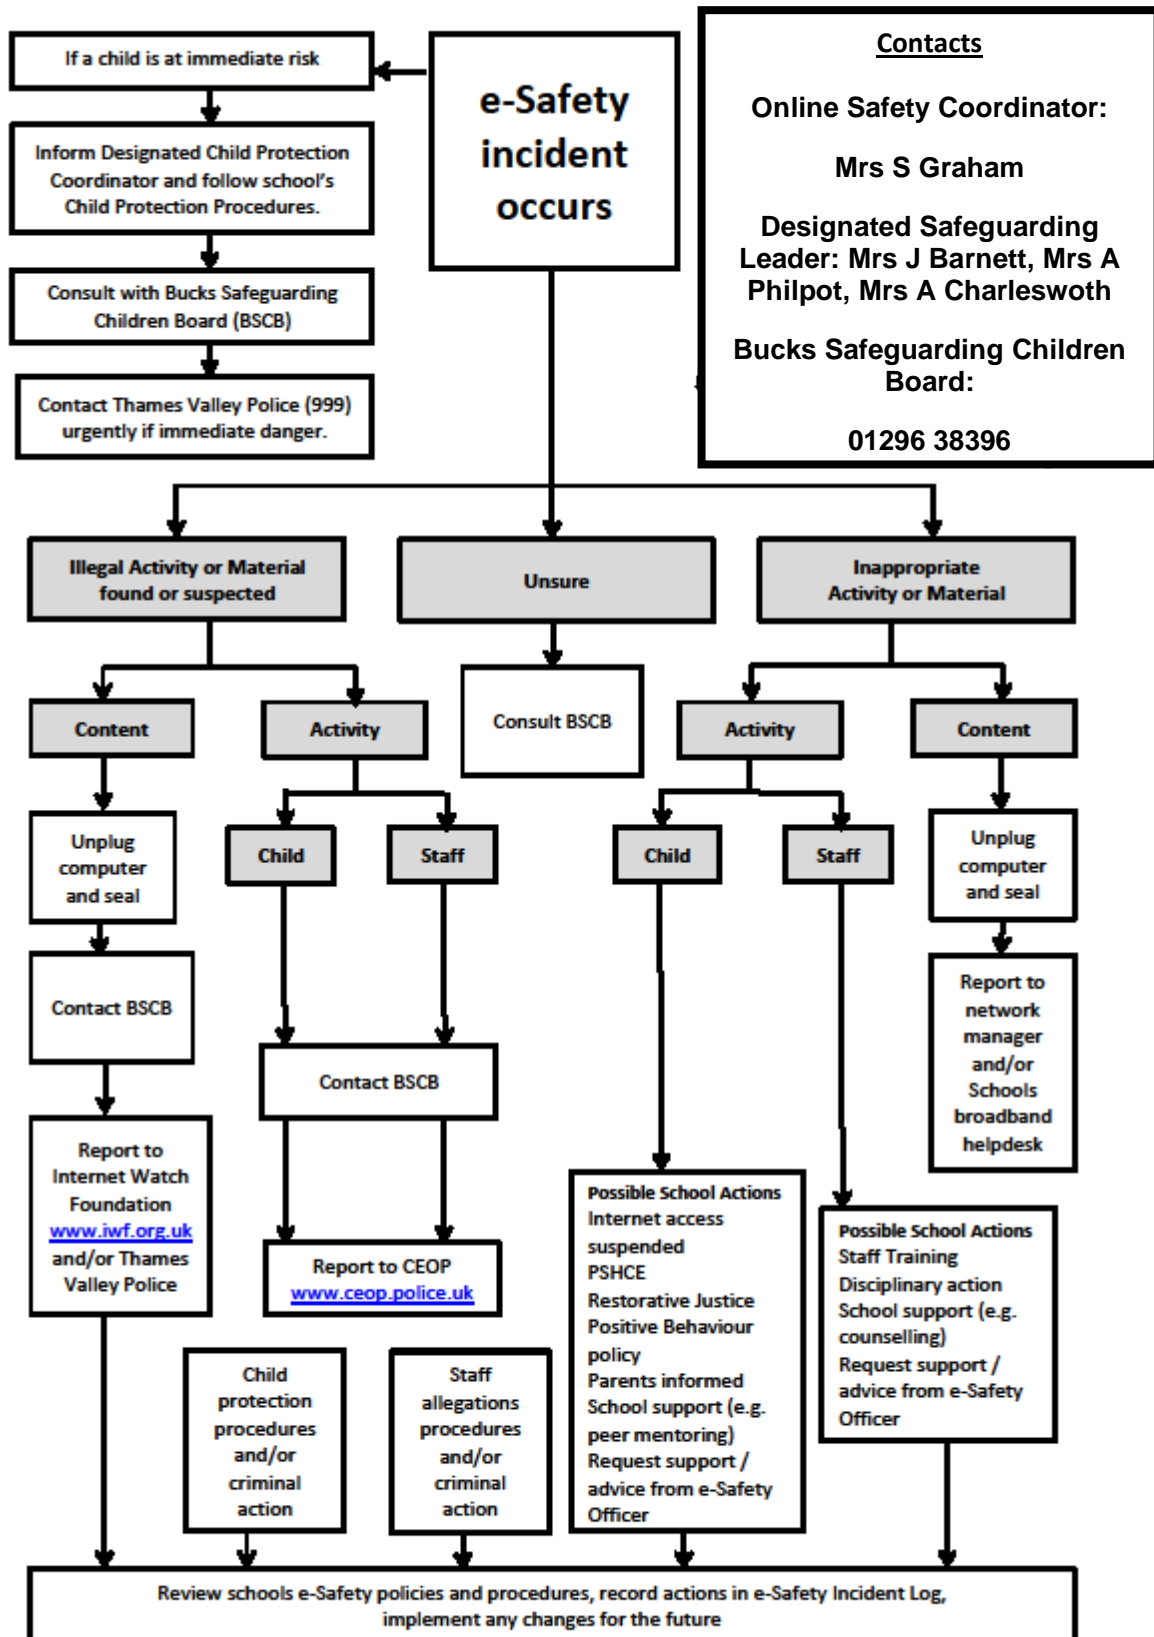 If a child is at immediate risk
Inform Designated Child Protection
Coordinator and follow school's
Child Protection Procedures.
Consult with Bucks Safeguarding
Children Board (BSCB)
Contact Thames Valley Police (999)
urgently if immediate danger.
e-Safety
incident
occurs
Contacts
Online Safety Coordinator:
Mrs S Graham
Designated Safeguarding
Leader: Mrs J Barnett, Mrs A
Philpot, Mrs A Charleswoth
Bucks Safeguarding Children
Board:
01296 38396
Illegal Activity or Material
found or suspected
Unsure
Inappropriate
Activity or Material
Content
Activity
Consult BSCB
Activity
Content
Unplug
computer
and seal
Child
Staff
Child
Staff
Unplug
computer
and seal
Contact BSCB
Contact BSCB
Report to
network
manager
and/or
Schools
broadband
helpdesk
Report to
Internet Watch
Foundation
www.iwf.org.uk
and/or Thames
Valley Police
Report to CEOP
www.ceop.police.uk
Possible School Actions
Internet access
suspended
PSHCE
Restorative Justice
Positive Behaviour
policy
Parents informed
School support (e.g.
peer mentoring)
Request support /
advice from e-Safety
Officer
Possible School Actions
Staff Training
Disciplinary action
School support (e.g.
counselling)
Request support /
advice from e-Safety
Officer
Child
protection
procedures
and/or
criminal
action
Staff
allegations
procedures
and/or
criminal
action
Review schools e-Safety policies and procedures, record actions in e-Safety Incident Log,
implement any changes for the future